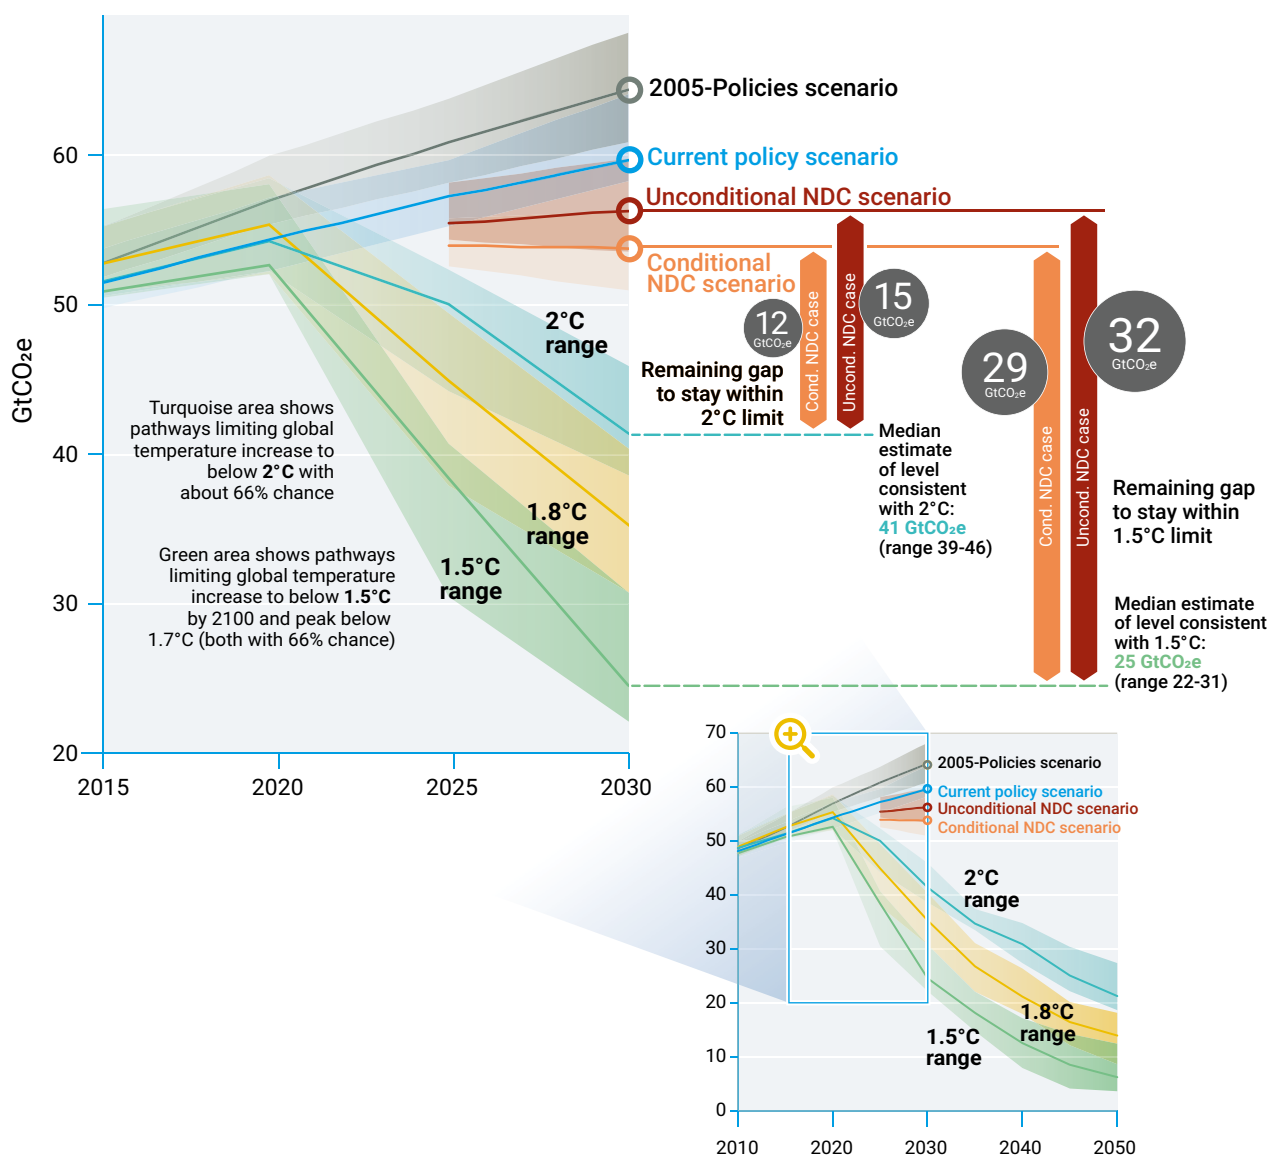 GtCO₂e
60
50
40
30
20
2015
2020
2025
2030
2005-Policies scenario
Current policy scenario
Unconditional NDC scenario
Conditional
NDC scenario
2°C
range
1.8°C
range
1.5°C
range
Turquoise area shows
pathways limiting global
temperature increase to
below 2°C with
about 66% chance
Green area shows pathways
limiting global temperature
increase to below 1.5°C
by 2100 and peak below
1.7°C (both with 66% chance)
12
GtCO₂e
15
GtCO₂e
Cond. NDC case
Uncond. NDC case
Remaining gap
to stay within
2°C limit
Median
estimate
of level
consistent
with 2°C:
41 GtCO₂e
(range 39-46)
29
GtCO₂e
32
GtCO₂e
Cond. NDC case
Uncond. NDC case
Remaining gap
to stay within
1.5°C limit
Median estimate
of level consistent
with 1.5°C:
25 GtCO₂e
(range 22-31)
70
60
50
40
30
20
10
0
2010
2020
2030
2040
2050
2005-Policies scenario
Current policy scenario
Unconditional NDC scenario
Conditional NDC scenario
2°C
range
1.8°C
range
1.5°C
range